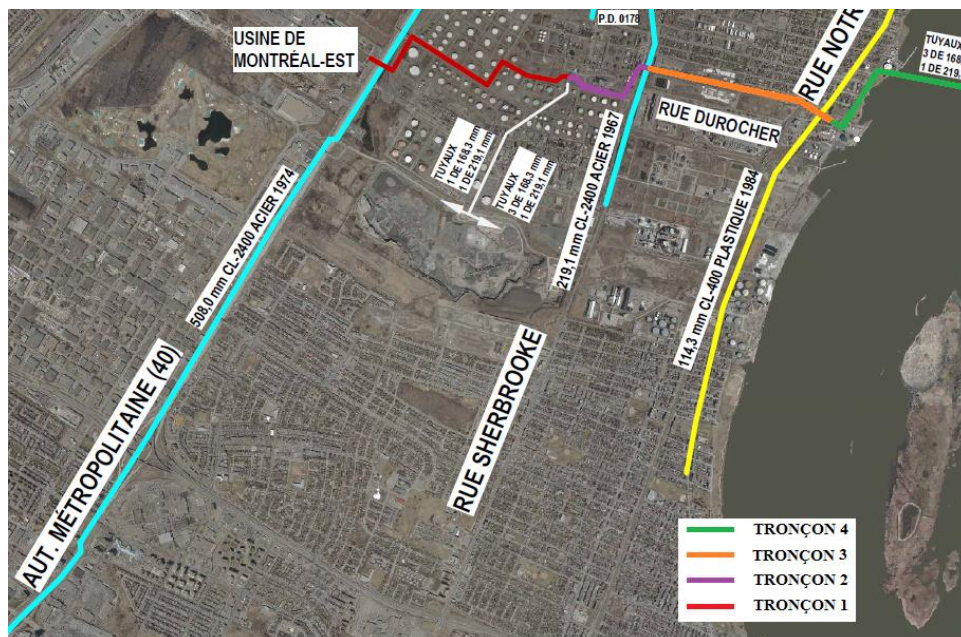 P.D. 0178
USINE DE
MONTRÉAL-EST
RUE NOTR
TUYAUX
3 DE 168.
1 DE 219.
RUE DUROCHER
TUYAUX
1 DE 168.3 mm
1 DE 219.1 mm
TUYAUX
3 DE 168.3 mm
1 DE 219.1 mm
219,1 mm CL-2400 ACIER 1967
508,0 mm CL-2400 ACIER 1974
114,3 mm CL-400 PLASTIQUE 1984
AUT. MÉTROPOLITAINE (40)
RUE SHERBROOKE
TRONÇON 4
TRONÇON 3
TRONÇON 2
TRONÇON 1